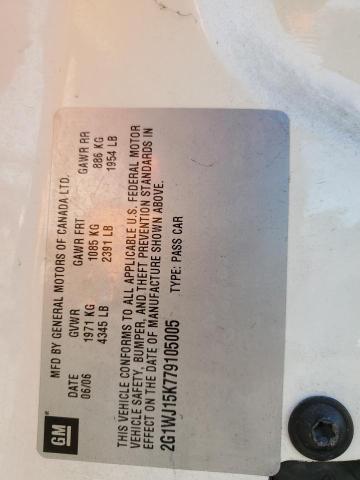 GM
MFD BY GENERAL MOTORS OF CANADA LTD.
DATE GVWR GAWR FRT GAWR RR
06/06 1971 KG 1085 KG 886 KG
4345 LB 2391 LB 1954 LB
THIS VEHICLE CONFORMS TO ALL APPLICABLE U.S. FEDERAL MOTOR
VEHICLE SAFETY, BUMPER, AND THEFT PREVENTION STANDARDS IN
EFFECT ON THE DATE OF MANUFACTURE SHOWN ABOVE.
2G1WJ15K779105005 TYPE: PASS CAR